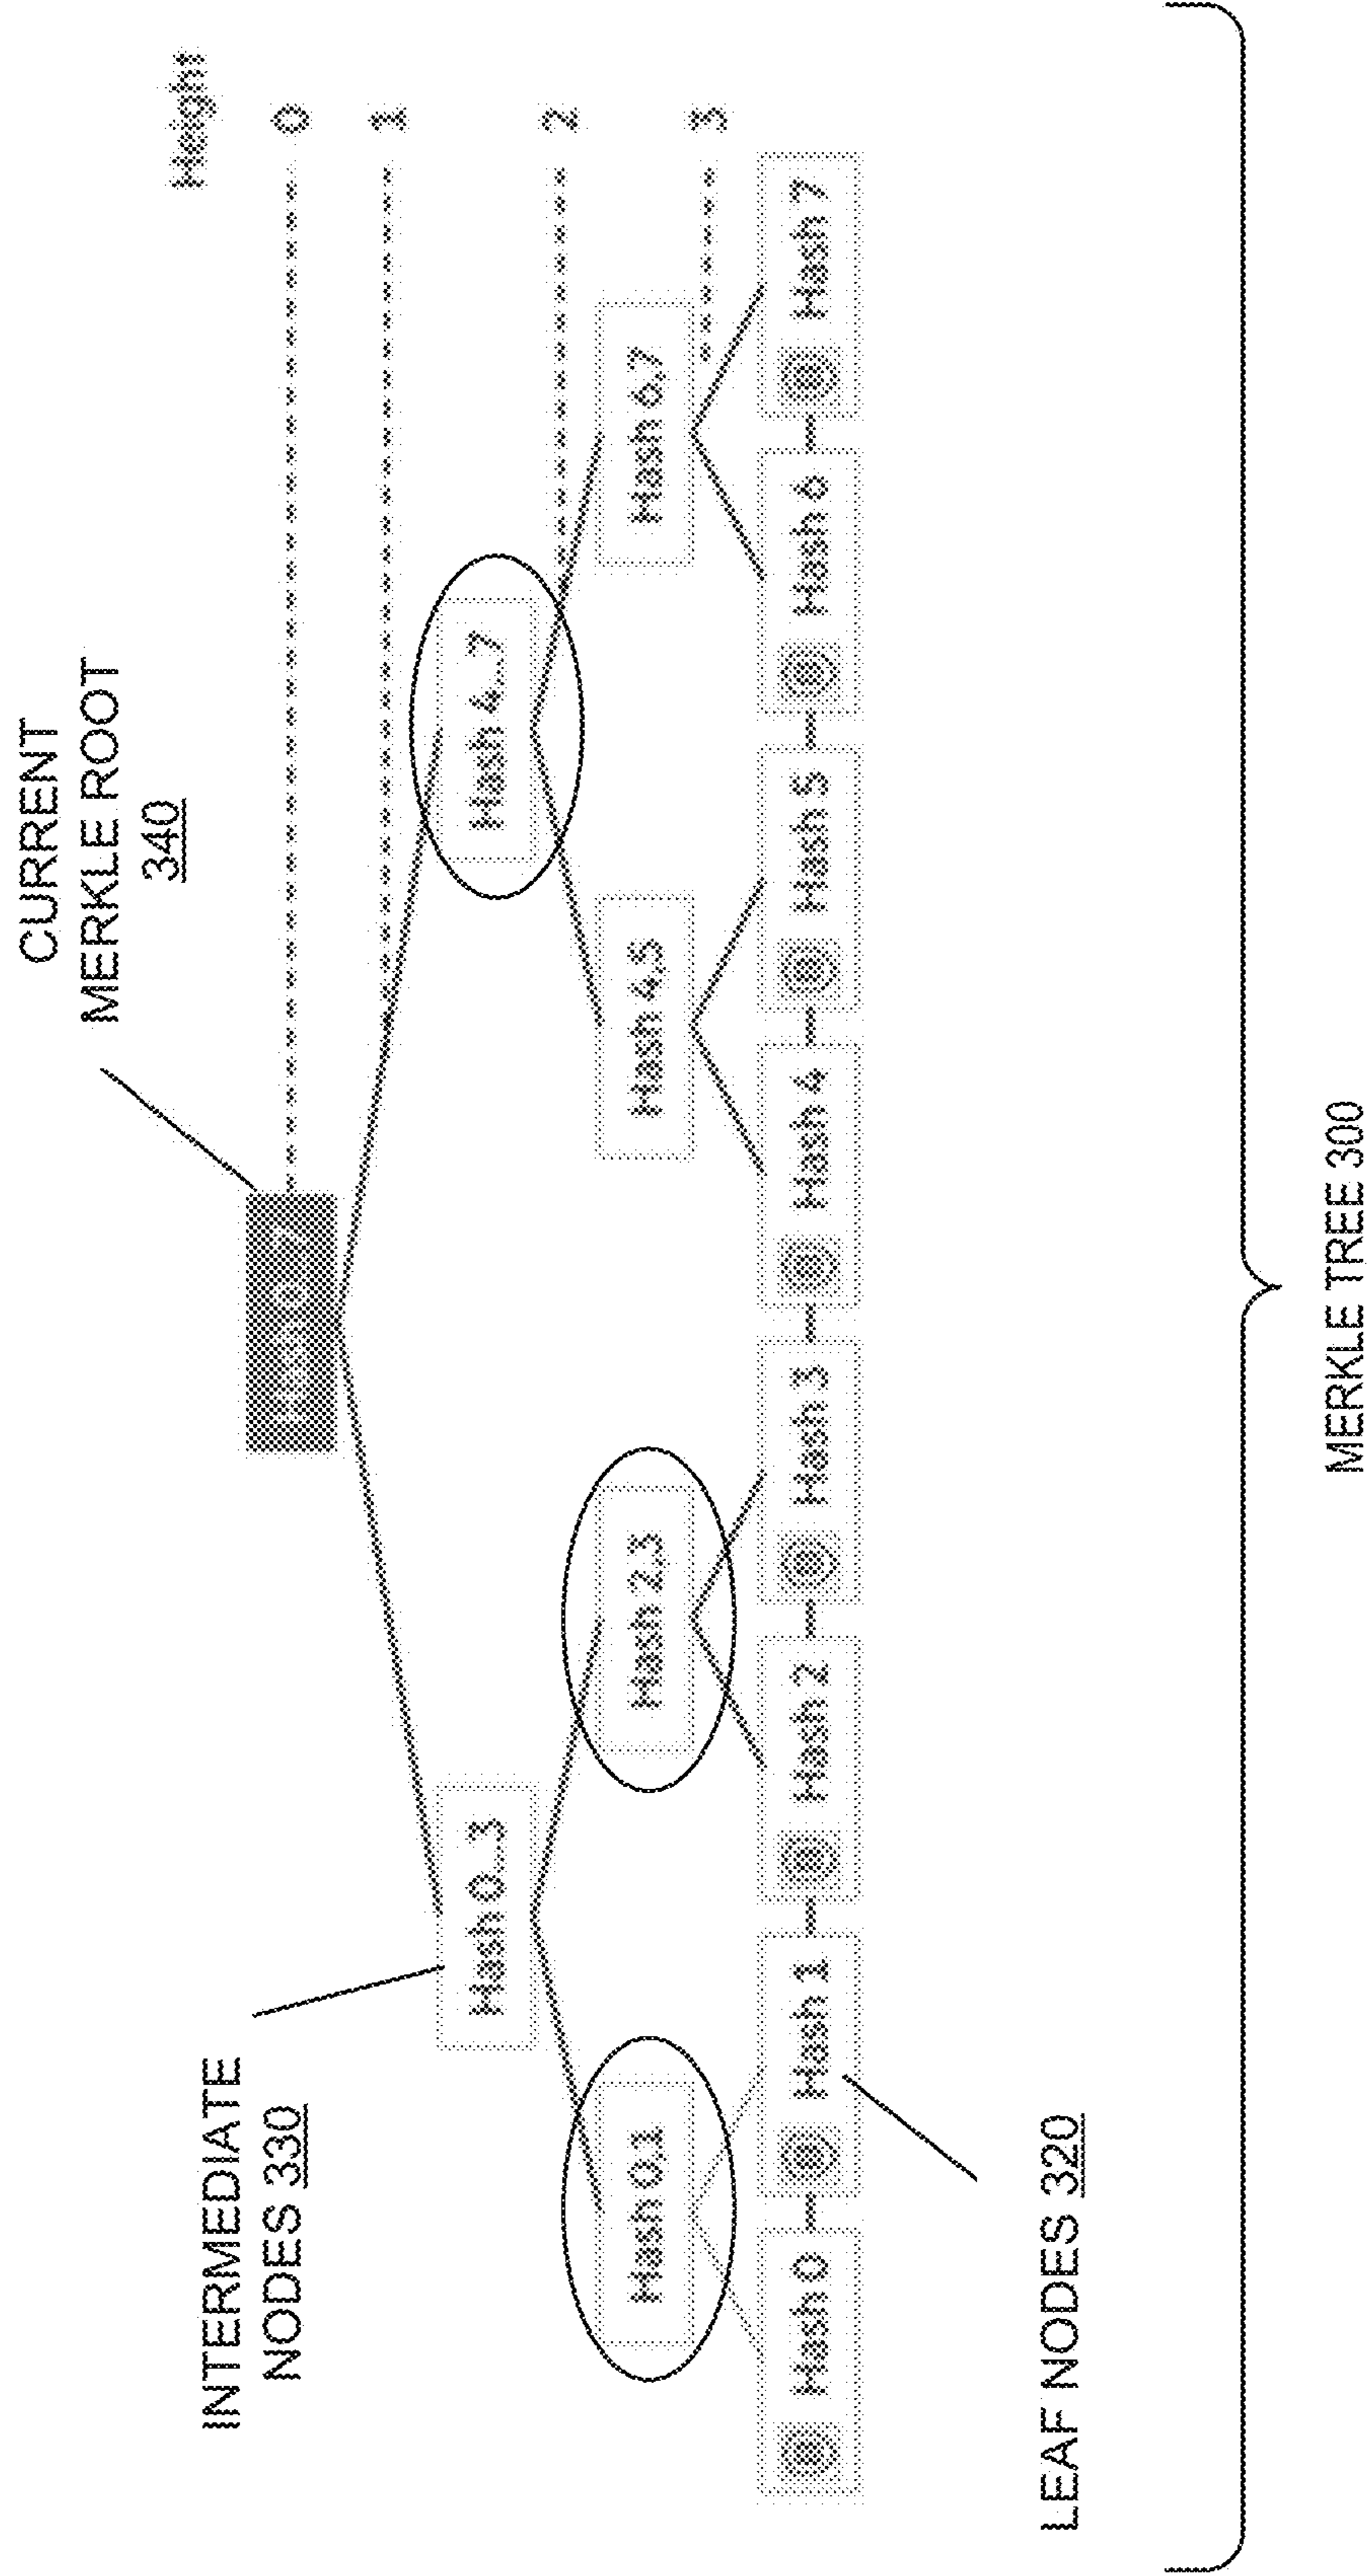 CURRENT
MERKLE ROOT
340
Height
0
1
2
3
INTERMEDIATE
NODES 330
Hash 0..3
Hash 4..7
Hash 0,1
Hash 2,3
Hash 4,5
Hash 6,7
Hash 0
Hash 1
Hash 2
Hash 3
Hash 4
Hash 5
Hash 6
Hash 7
LEAF NODES 320
MERKLE TREE 300